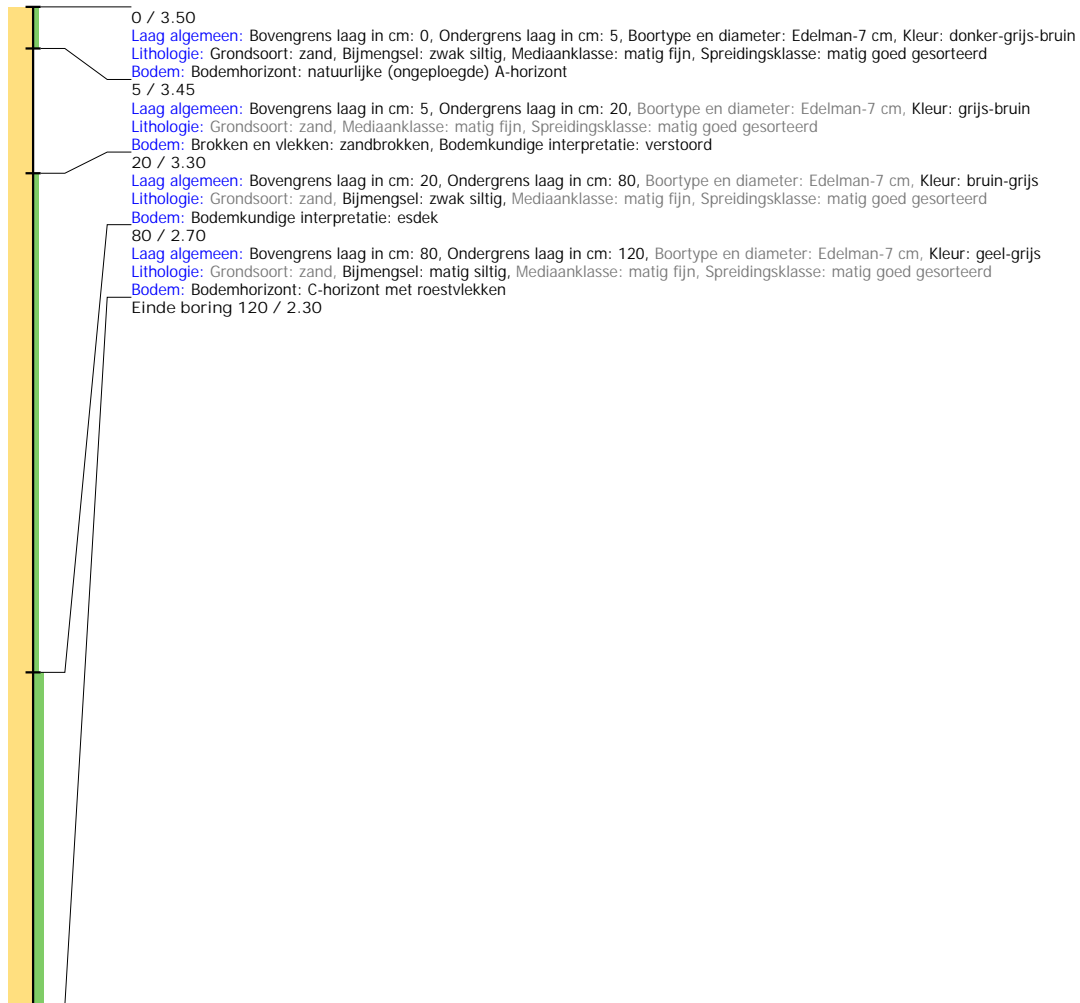 0 / 3.50
Laag algemeen: Bovengrens laag in cm: 0, Ondergrens laag in cm: 5, Boortype en diameter: Edelman-7 cm, Kleur: donker-grijs-bruin
Lithologie: Grondsoort: zand, Bijmengsel: zwak siltig, Mediaanklasse: matig fijn, Spreidingsklasse: matig goed gesorteerd
Bodem: Bodemhorizont: natuurlijke (ongeploegde) A-horizont
5 / 3.45
Laag algemeen: Bovengrens laag in cm: 5, Ondergrens laag in cm: 20, Boortype en diameter: Edelman-7 cm, Kleur: grijs-bruin
Lithologie: Grondsoort: zand, Mediaanklasse: matig fijn, Spreidingsklasse: matig goed gesorteerd
Bodem: Brokken en vlekken: zandbrokken, Bodemkundige interpretatie: verstoord
20 / 3.30
Laag algemeen: Bovengrens laag in cm: 20, Ondergrens laag in cm: 80, Boortype en diameter: Edelman-7 cm, Kleur: bruin-grijs
Lithologie: Grondsoort: zand, Bijmengsel: zwak siltig, Mediaanklasse: matig fijn, Spreidingsklasse: matig goed gesorteerd
Bodem: Bodemkundige interpretatie: esdek
80 / 2.70
Laag algemeen: Bovengrens laag in cm: 80, Ondergrens laag in cm: 120, Boortype en diameter: Edelman-7 cm, Kleur: geel-grijs
Lithologie: Grondsoort: zand, Bijmengsel: matig siltig, Mediaanklasse: matig fijn, Spreidingsklasse: matig goed gesorteerd
Bodem: Bodemhorizont: C-horizont met roestvlekken
Einde boring 120 / 2.30